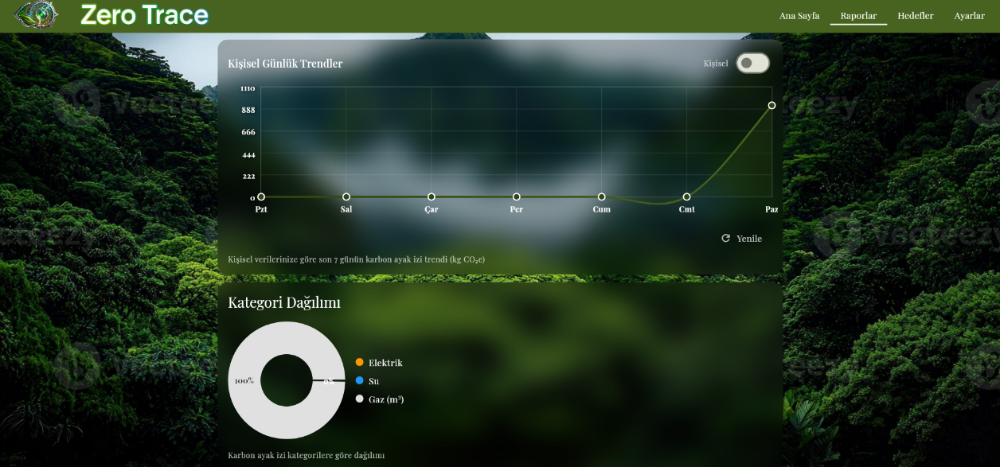 Zero Trace
Ana Sayfa Raporlar Hedefler Ayarlar
Kişisel Günlük Trendler
Kişisel
1110
888
666
444
222
0
Pzt Sal Çar Per Cum Cmt Paz
Yenile
Kişisel verilerinize göre son 7 günün karbon ayak izi trendi (kg CO₂e)
Kategori Dağılımı
100%
0%
Elektrik
Su
Gaz (m³)
Karbon ayak izi kategorilere göre dağılımı